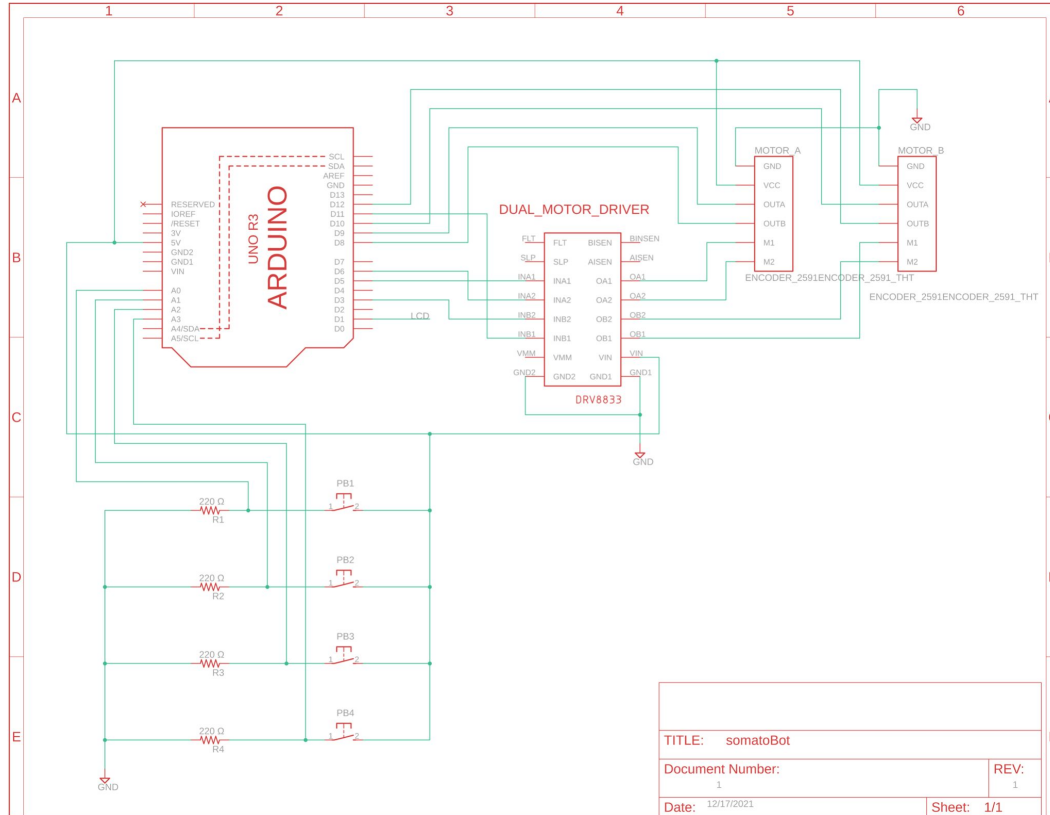 1 2 3 4 5 6
A
B
C
D
E
UNO R3
ARDUINO
RESERVED
IOREF
/RESET
3V
5V
GND2
GND1
VIN
A0
A1
A2
A3
A4/SDA
A5/SCL
SCL
SDA
AREF
GND
D13
D12
D11
D10
D9
D8
D7
D6
D5
D4
D3
D2
D1
D0
LCD
DUAL_MOTOR_DRIVER
FLT FLT BISEN BINSEN
SLP SLP AISEN AISEN
INA1 INA1 OA1 OA1
INA2 INA2 OA2 OA2
INB2 INB2 OB2 OB2
INB1 INB1 OB1 OB1
VMM VMM VIN VIN
GND2 GND2 GND1 GND1
DRV8833
GND
MOTOR_A
GND
VCC
OUTA
OUTB
M1
M2
ENCODER_2591ENCODER_2591_THT
GND
MOTOR_B
GND
VCC
OUTA
OUTB
M1
M2
ENCODER_2591ENCODER_2591_THT
220 Ω
R1
PB1
1 2
220 Ω
R2
PB2
1 2
220 Ω
R3
PB3
1 2
220 Ω
R4
PB4
1 2
GND
TITLE: somatoBot
Document Number:
1
REV:
1
Date: 12/17/2021
Sheet: 1/1